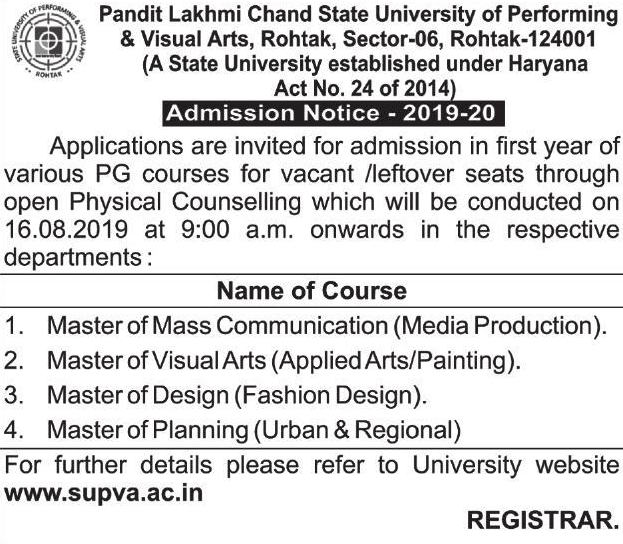 STATE UNIVERSITY OF PERFORMING & VISUAL ARTS
ROHTAK
Pandit Lakhmi Chand State University of Performing
& Visual Arts, Rohtak, Sector-06, Rohtak-124001
(A State University established under Haryana
Act No. 24 of 2014)
Admission Notice - 2019-20
Applications are invited for admission in first year of
various PG courses for vacant /leftover seats through
open Physical Counselling which will be conducted on
16.08.2019 at 9:00 a.m. onwards in the respective
departments :
Name of Course
1. Master of Mass Communication (Media Production).
2. Master of Visual Arts (Applied Arts/Painting).
3. Master of Design (Fashion Design).
4. Master of Planning (Urban & Regional)
For further details please refer to University website
www.supva.ac.in
REGISTRAR.